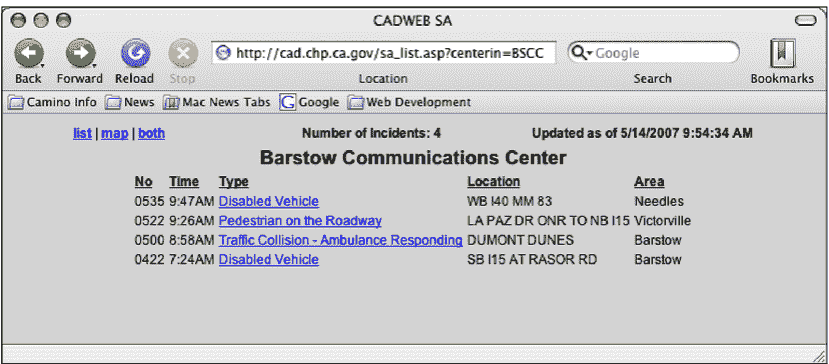 CADWEB SA
Back Forward Reload Stop http://cad.chp.ca.gov/sa_list.asp?centerin=BSCC Google
Location Search Bookmarks
Camino Info News Mac News Tabs Google Web Development
list | map | both Number of Incidents: 4 Updated as of 5/14/2007 9:54:34 AM
Barstow Communications Center
No Time Type Location Area
0535 9:47AM Disabled Vehicle WB I40 MM 83 Needles
0522 9:26AM Pedestrian on the Roadway LA PAZ DR ONR TO NB I15 Victorville
0500 8:58AM Traffic Collision - Ambulance Responding DUMONT DUNES Barstow
0422 7:24AM Disabled Vehicle SB I15 AT RASOR RD Barstow